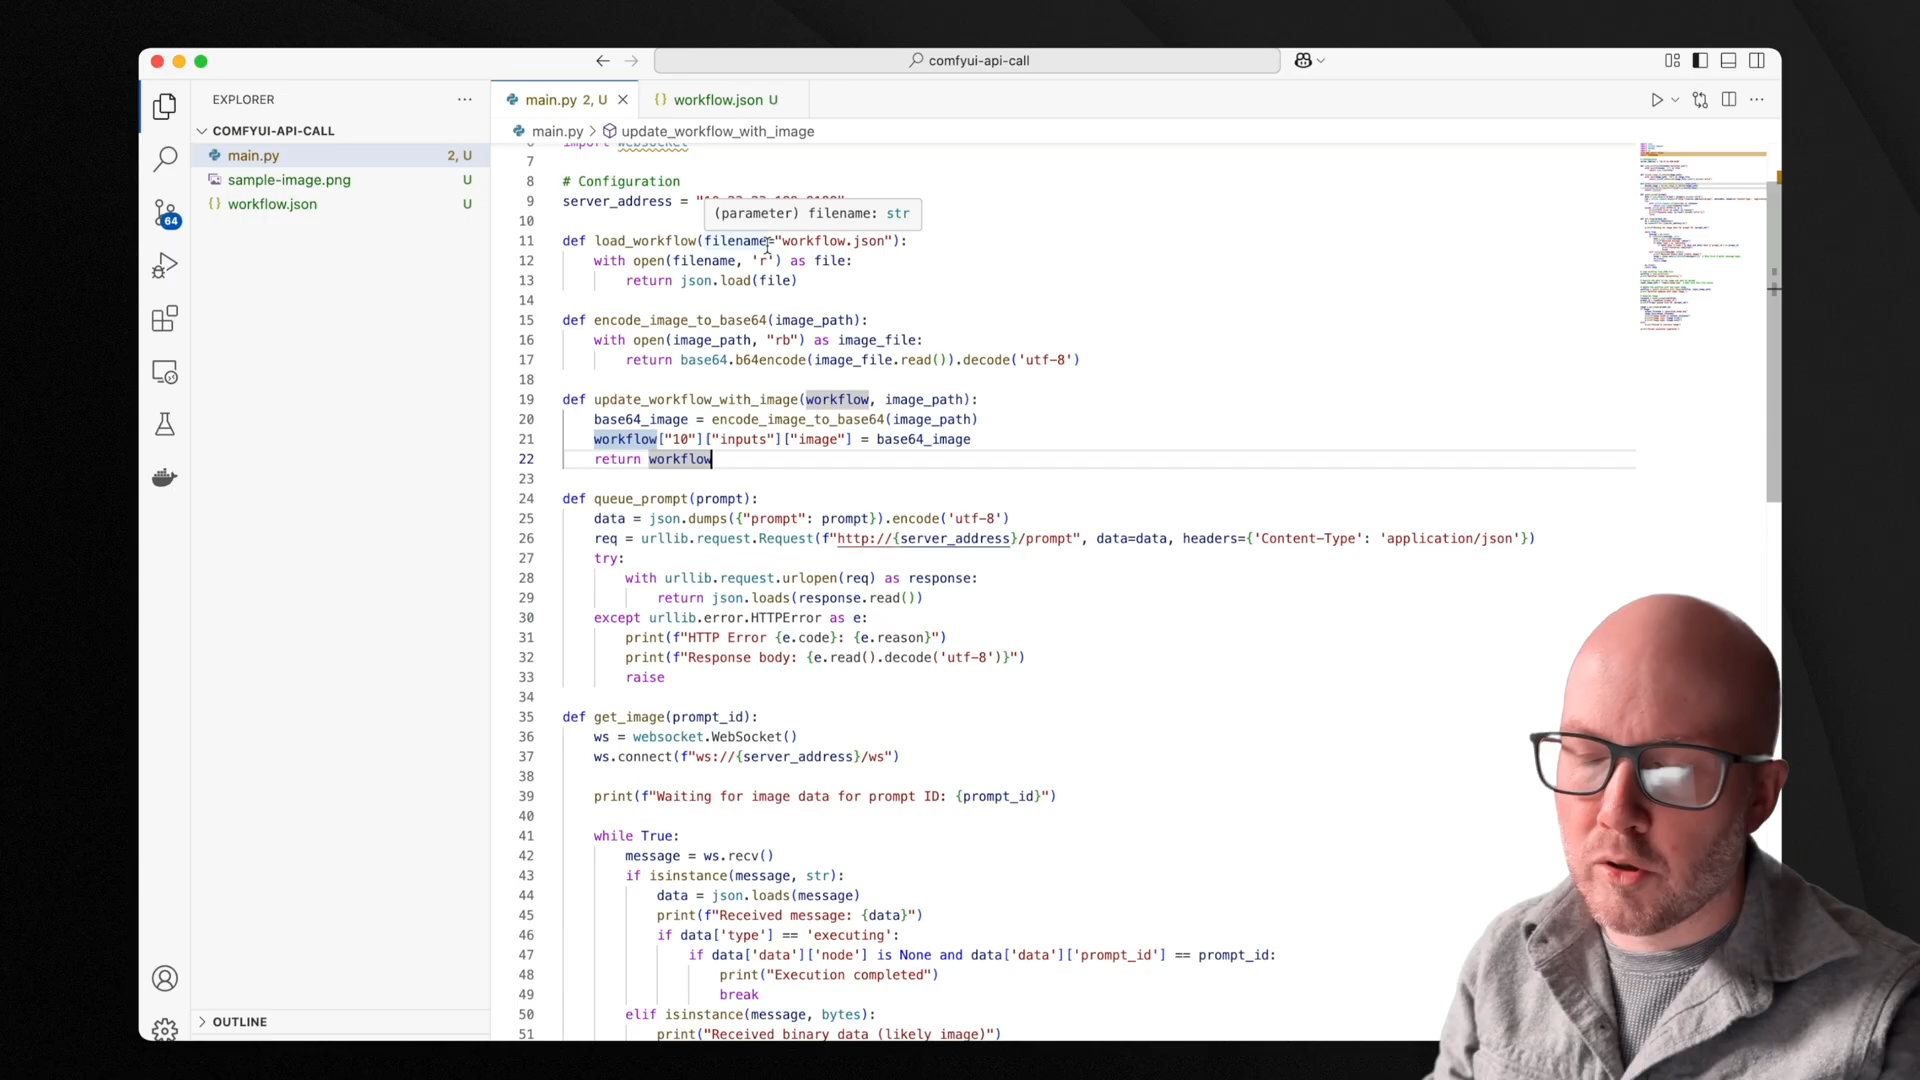 comfyui-api-call
EXPLORER
COMFYUI-API-CALL
main.py 2, U
sample-image.png U
workflow.json U
64
OUTLINE
main.py 2, U
workflow.json U
main.py > update_workflow_with_image
6 import websocket
7
8 # Configuration
9 server_address =
(parameter) filename: str
10
11 def load_workflow(filename="workflow.json"):
12 with open(filename, 'r') as file:
13 return json.load(file)
14
15 def encode_image_to_base64(image_path):
16 with open(image_path, "rb") as image_file:
17 return base64.b64encode(image_file.read()).decode('utf-8')
18
19 def update_workflow_with_image(workflow, image_path):
20 base64_image = encode_image_to_base64(image_path)
21 workflow["10"]["inputs"]["image"] = base64_image
22 return workflow
23
24 def queue_prompt(prompt):
25 data = json.dumps({"prompt": prompt}).encode('utf-8')
26 req = urllib.request.Request(f"http://{server_address}/prompt", data=data, headers={'Content-Type': 'application/json'})
27 try:
28 with urllib.request.urlopen(req) as response:
29 return json.loads(response.read())
30 except urllib.error.HTTPError as e:
31 print(f"HTTP Error {e.code}: {e.reason}")
32 print(f"Response body: {e.read().decode('utf-8')}")
33 raise
34
35 def get_image(prompt_id):
36 ws = websocket.WebSocket()
37 ws.connect(f"ws://{server_address}/ws")
38
39 print(f"Waiting for image data for prompt ID: {prompt_id}")
40
41 while True:
42 message = ws.recv()
43 if isinstance(message, str):
44 data = json.loads(message)
45 print(f"Received message: {data}")
46 if data['type'] == 'executing':
47 if data['data']['node'] is None and data['data']['prompt_id'] == prompt_id:
48 print("Execution completed")
49 break
50 elif isinstance(message, bytes):
51 print("Received binary data (likely image)")